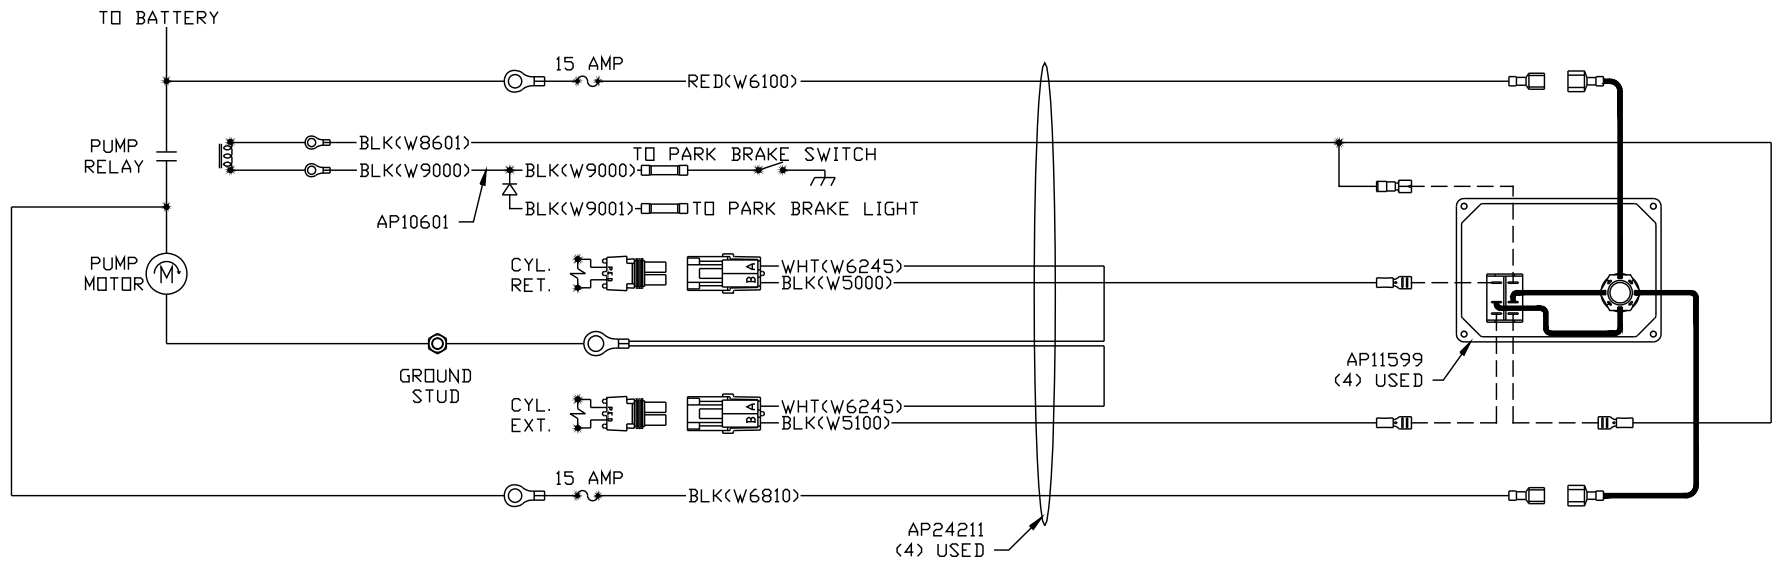 TO BATTERY
15 AMP
RED(W6100)
PUMP
RELAY
BLK(W8601)
TO PARK BRAKE SWITCH
BLK(W9000)
BLK(W9000)
AP10601
BLK(W9001)
TO PARK BRAKE LIGHT
PUMP
MOTOR
M
CYL.
RET.
A
B
WHT(W6245)
BLK(W5000)
GROUND
STUD
AP11599
(4) USED
CYL.
EXT.
A
B
WHT(W6245)
BLK(W5100)
15 AMP
BLK(W6810)
AP24211
(4) USED